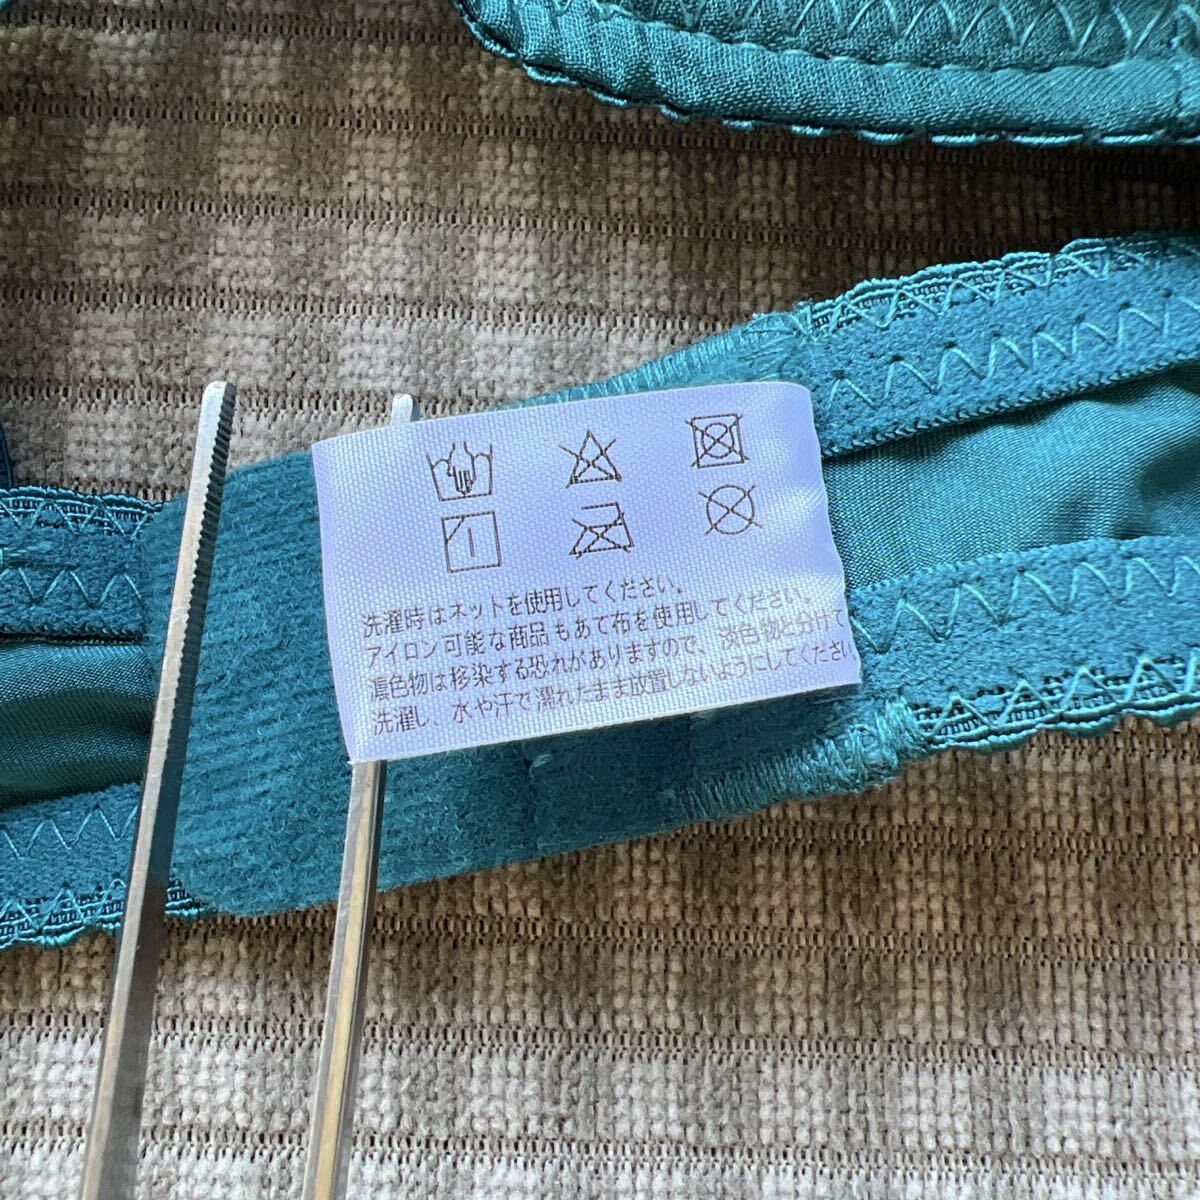 洗濯時はネットを使用してください。
アイロン可能な商品もあて布を使用してください。
濃色物は移染する恐れがありますので、淡色物と分けて
洗濯し、水や汗で濡れたまま放置しないようにしてください